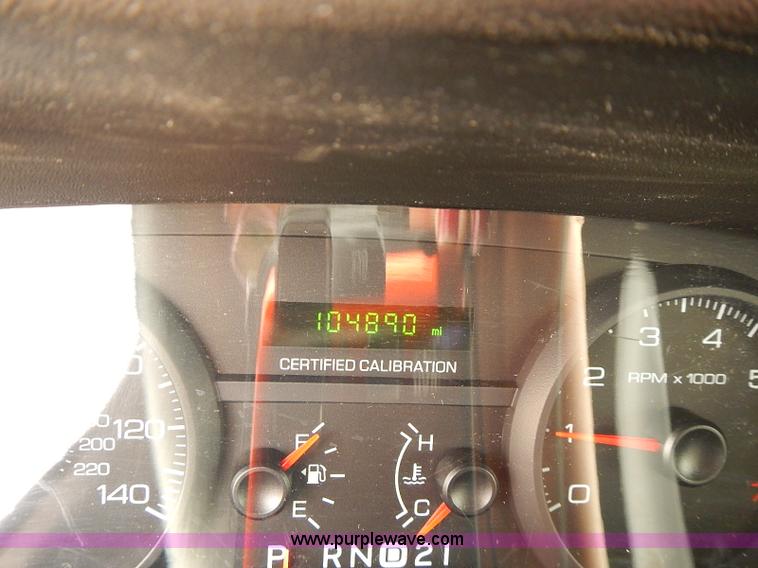 104890 mi
CERTIFIED CALIBRATION
120
200
220
140
F
E
H
C
0
1
2
3
4
5
RPM x 1000
www.purplewave.com
P R N D 2 1